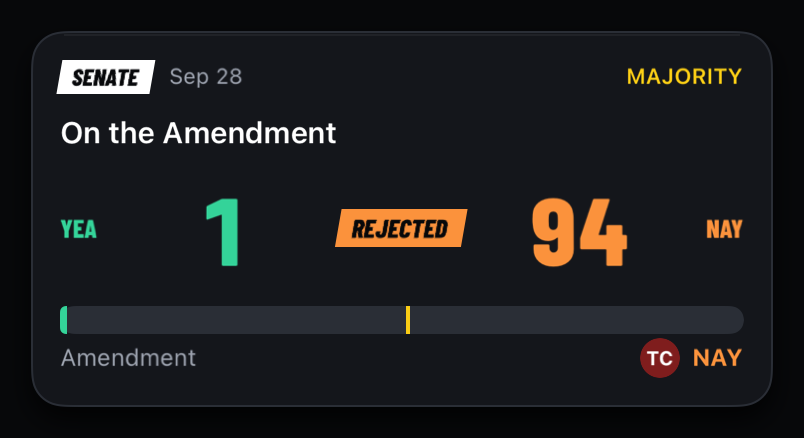 SENATE Sep 28 MAJORITY
On the Amendment
YEA 1 REJECTED 94 NAY
Amendment TC NAY